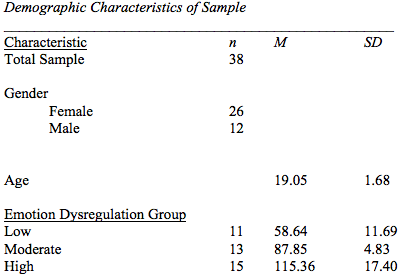 Demographic Characteristics of Sample
Characteristic n M SD
Total Sample 38
Gender
Female 26
Male 12
Age 19.05 1.68
Emotion Dysregulation Group
Low 11 58.64 11.69
Moderate 13 87.85 4.83
High 15 115.36 17.40